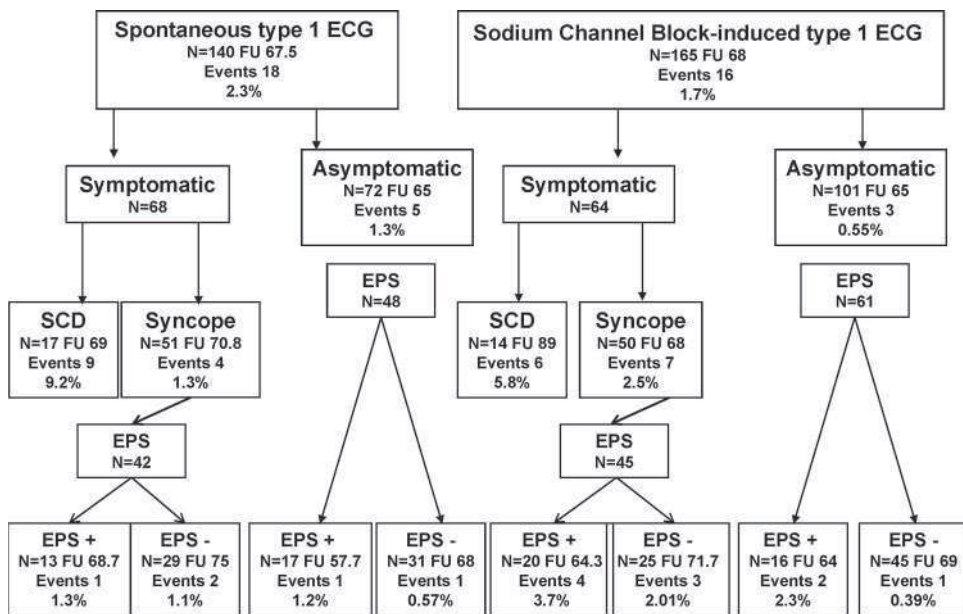 Spontaneous type 1 ECG
N=140 FU 67.5
Events 18
2.3%
Sodium Channel Block-induced type 1 ECG
N=165 FU 68
Events 16
1.7%
Symptomatic
N=68
Asymptomatic
N=72 FU 65
Events 5
1.3%
Symptomatic
N=64
Asymptomatic
N=101 FU 65
Events 3
0.55%
SCD
N=17 FU 69
Events 9
9.2%
Syncope
N=51 FU 70.8
Events 4
1.3%
EPS
N=48
SCD
N=14 FU 89
Events 6
5.8%
Syncope
N=50 FU 68
Events 7
2.5%
EPS
N=61
EPS
N=42
EPS
N=45
EPS +
N=13 FU 68.7
Events 1
1.3%
EPS -
N=29 FU 75
Events 2
1.1%
EPS +
N=17 FU 57.7
Events 1
1.2%
EPS -
N=31 FU 68
Events 1
0.57%
EPS +
N=20 FU 64.3
Events 4
3.7%
EPS -
N=25 FU 71.7
Events 3
2.01%
EPS +
N=16 FU 64
Events 2
2.3%
EPS -
N=45 FU 69
Events 1
0.39%